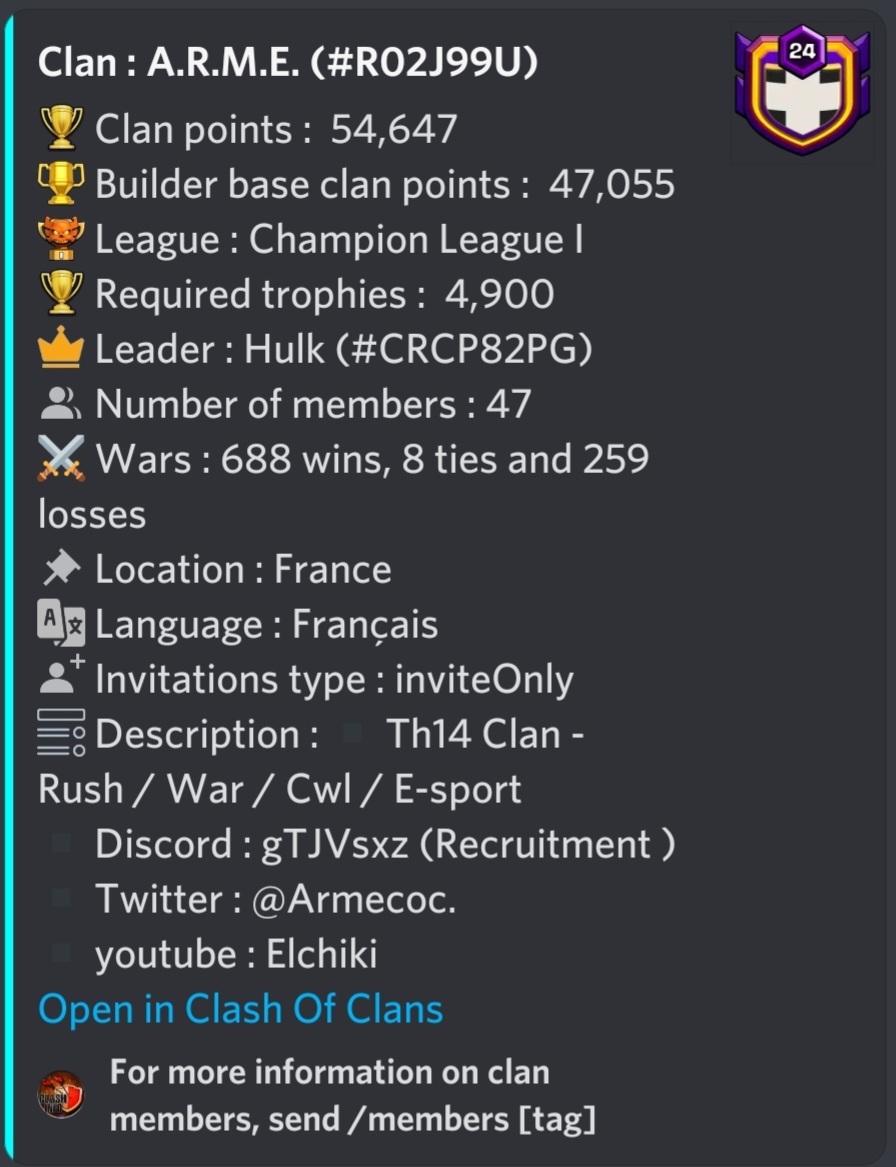 Clan : A.R.M.E. (#R02J99U)
24
Clan points : 54,647
Builder base clan points : 47,055
League : Champion League I
Required trophies : 4,900
Leader : Hulk (#CRCP82PG)
Number of members : 47
Wars : 688 wins, 8 ties and 259
losses
Location : France
Language : Français
Invitations type : inviteOnly
Description : ▪ Th14 Clan -
Rush / War / Cwl / E-sport
▪ Discord : gTJVsxz (Recruitment )
▪ Twitter : @Armecoc.
▪ youtube : Elchiki
Open in Clash Of Clans
For more information on clan
members, send /members [tag]